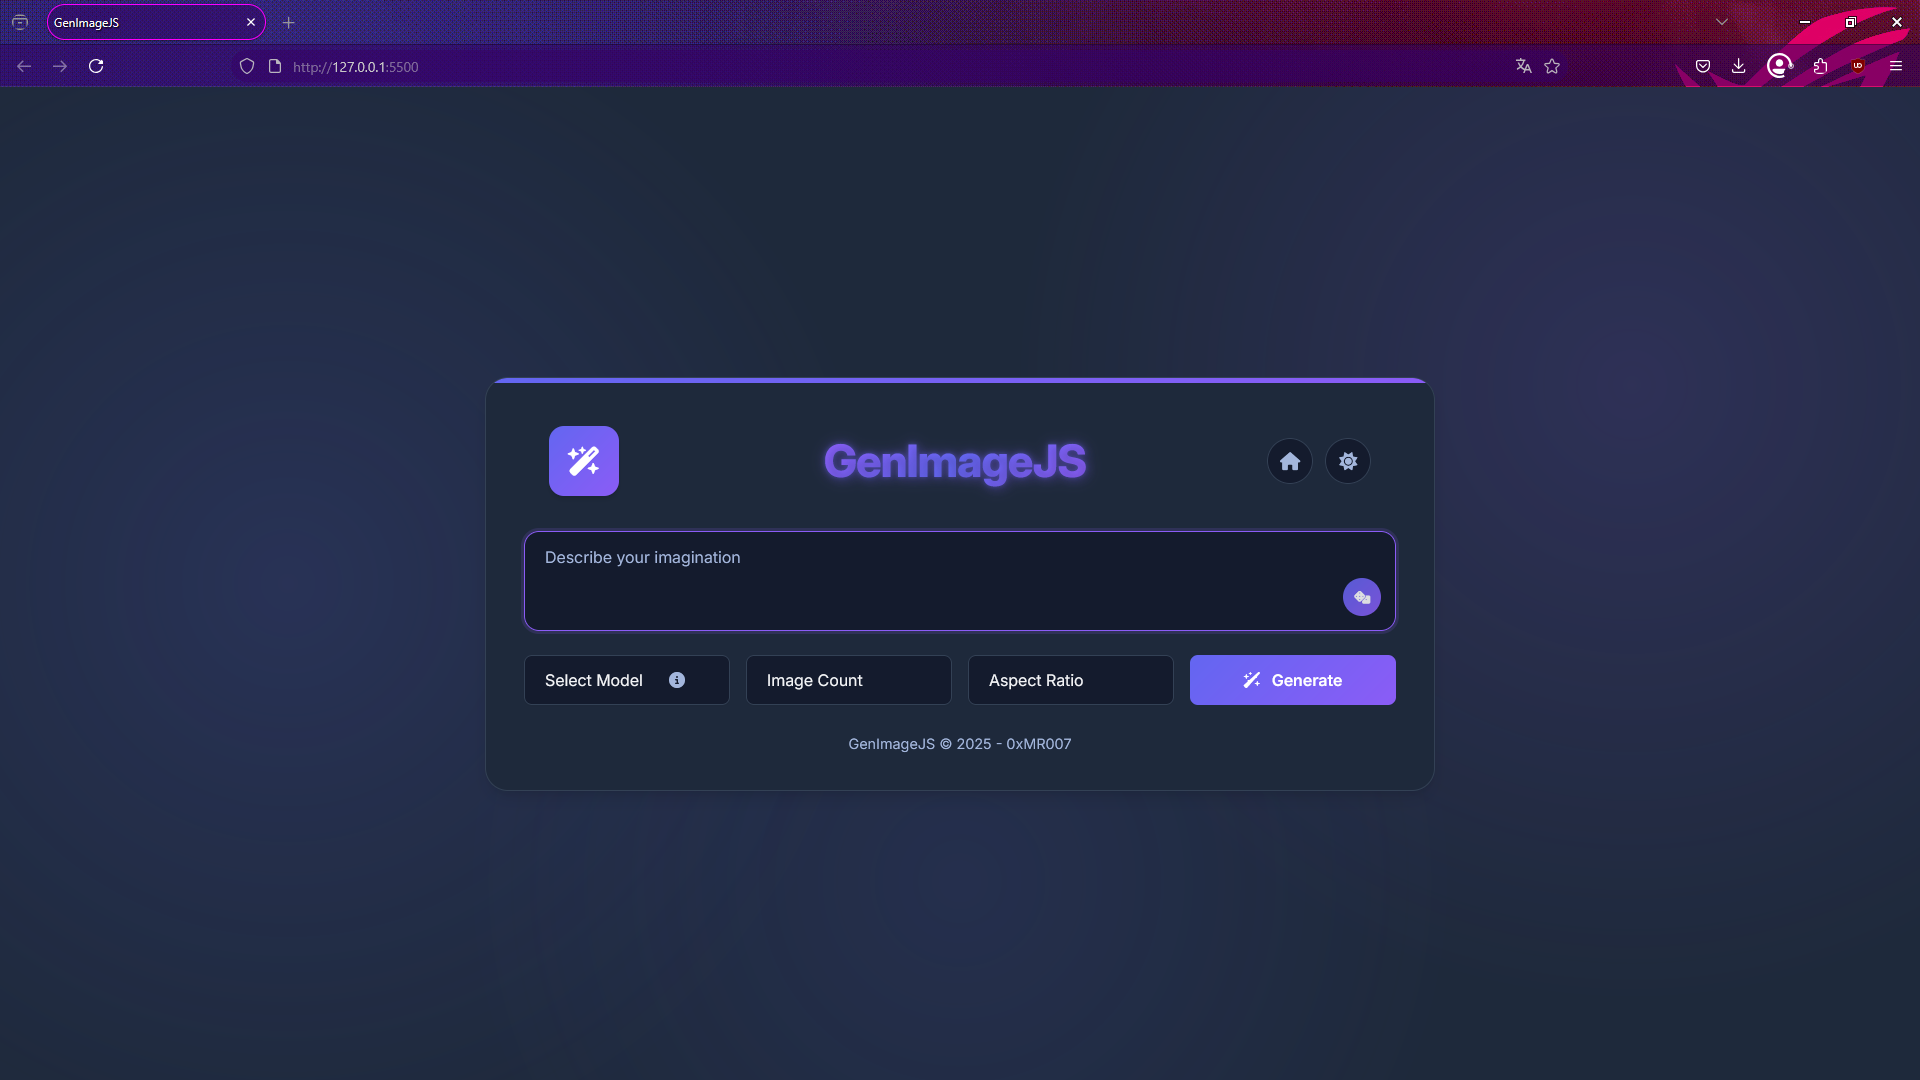 GenImageJS
http://127.0.0.1:5500
GenImageJS
Describe your imagination
Select Model
Image Count
Aspect Ratio
Generate
GenImageJS © 2025 - 0xMR007